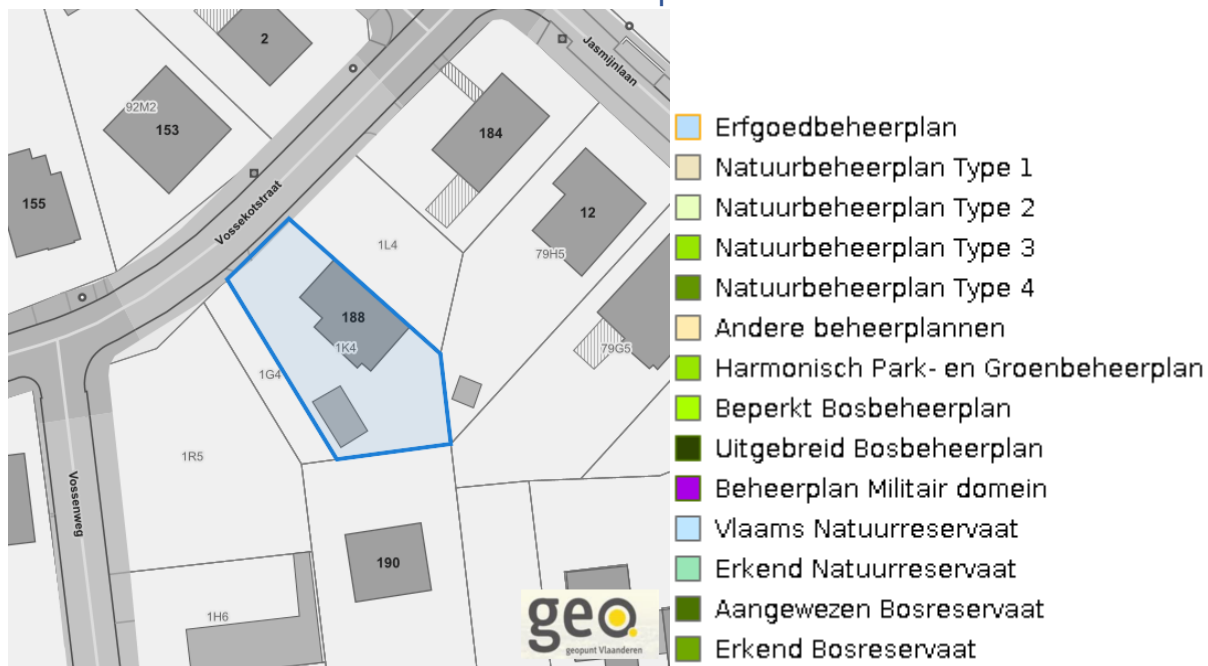 2
Jasmijnlaan
92M2
153
184
155
Vossekotstraat
12
1L4
79H5
188
1K4
79G5
1G4
1R5
Vossenweg
190
1H6
geo.
geopunt Vlaanderen
Erfgoedbeheerplan
Natuurbeheerplan Type 1
Natuurbeheerplan Type 2
Natuurbeheerplan Type 3
Natuurbeheerplan Type 4
Andere beheerplannen
Harmonisch Park- en Groenbeheerplan
Beperkt Bosbeheerplan
Uitgebreid Bosbeheerplan
Beheerplan Militair domein
Vlaams Natuurreservaat
Erkend Natuurreservaat
Aangewezen Bosreservaat
Erkend Bosreservaat